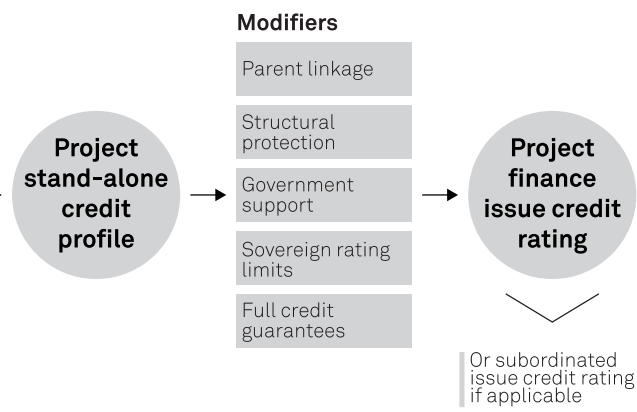 Project
stand-alone
credit
profile
Modifiers
Parent linkage
Structural
protection
Government
support
Sovereign rating
limits
Full credit
guarantees
Project
finance
issue credit
rating
Or subordinated
issue credit rating
if applicable